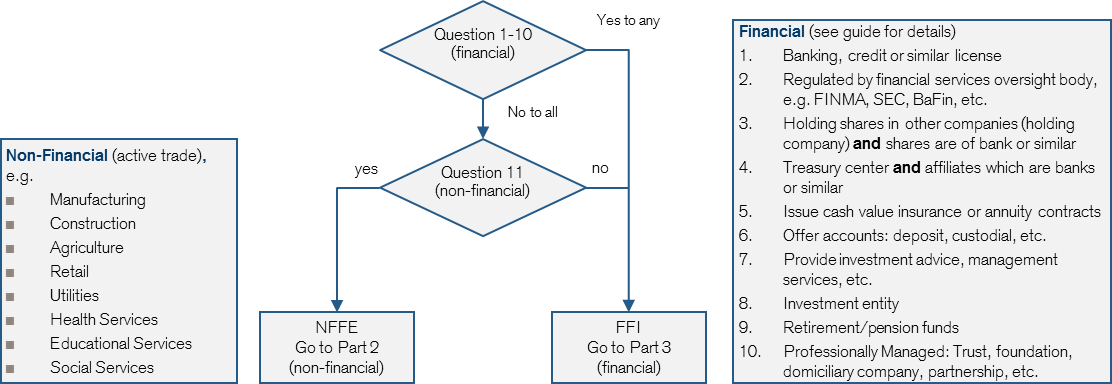 Question 1-10
(financial)
Yes to any
No to all
Question 11
(non-financial)
yes
no
NFFE
Go to Part 2
(non-financial)
FFI
Go to Part 3
(financial)
Non-Financial (active trade),
e.g.
Manufacturing
Construction
Agriculture
Retail
Utilities
Health Services
Educational Services
Social Services
Financial (see guide for details)
1. Banking, credit or similar license
2. Regulated by financial services oversight body,
e.g. FINMA, SEC, BaFin, etc.
3. Holding shares in other companies (holding
company) and shares are of bank or similar
4. Treasury center and affiliates which are banks
or similar
5. Issue cash value insurance or annuity contracts
6. Offer accounts: deposit, custodial, etc.
7. Provide investment advice, management
services, etc.
8. Investment entity
9. Retirement/pension funds
10. Professionally Managed: Trust, foundation,
domiciliary company, partnership, etc.